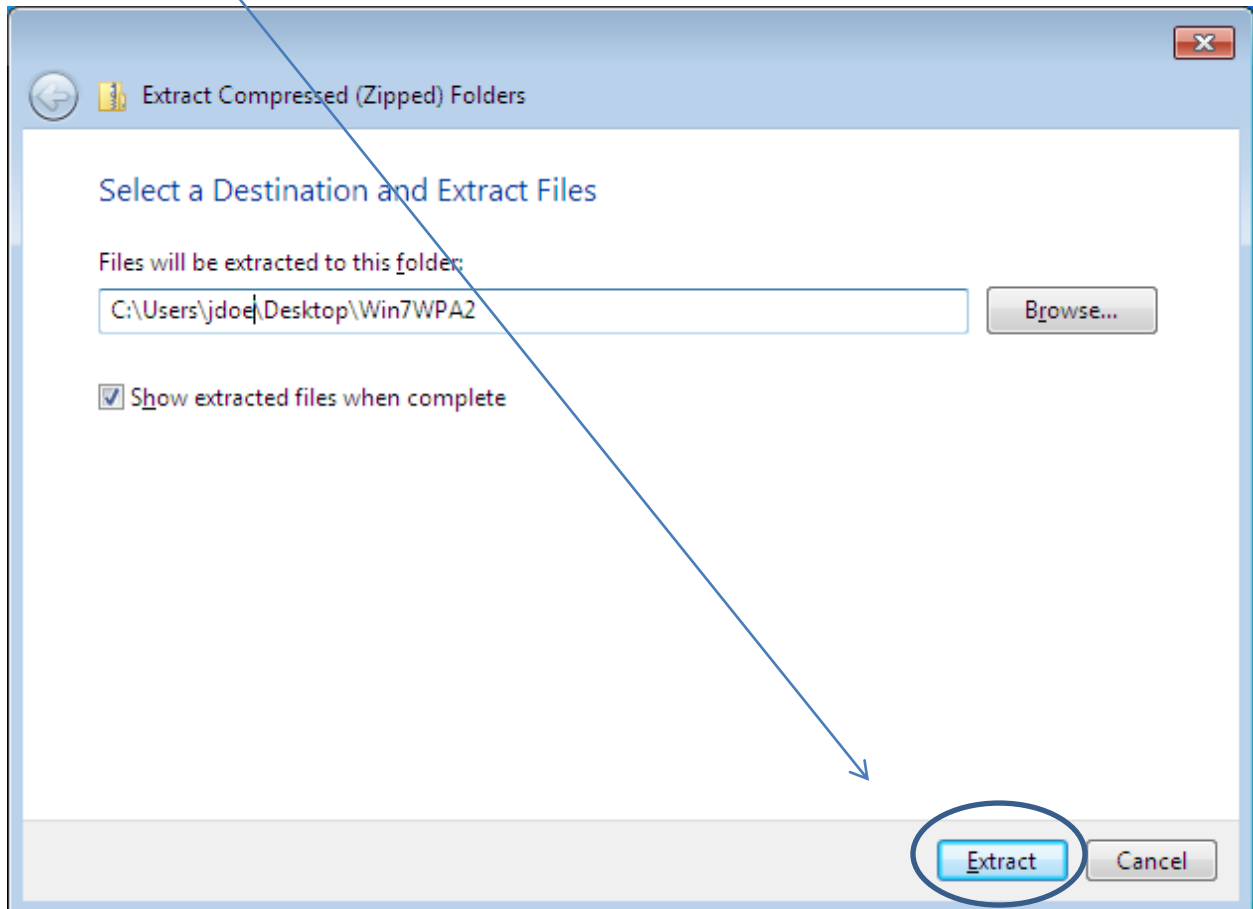 Extract Compressed (Zipped) Folders
Select a Destination and Extract Files
Files will be extracted to this folder:
C:\Users\jdoe\Desktop\Win7WPA2
Browse...
Show extracted files when complete
Extract Cancel